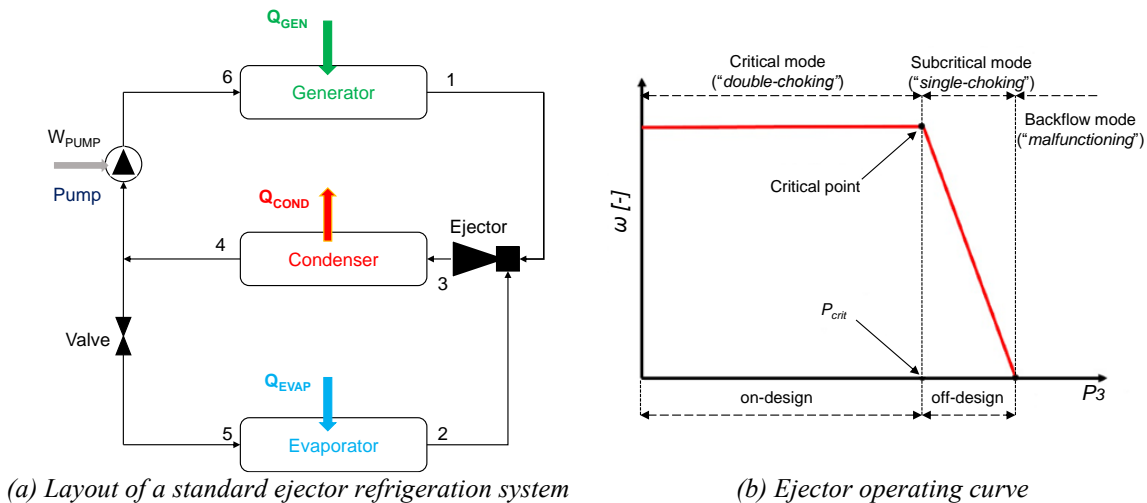 Q_GEN
6
Generator
1
W_PUMP
Pump
Q_COND
Ejector
4
Condenser
3
Valve
Q_EVAP
5
Evaporator
2
(a) Layout of a standard ejector refrigeration system
Critical mode
("double-choking")
Subcritical mode
("single-choking")
Backflow mode
("malfunctioning")
Critical point
ω [-]
P_crit
P3
on-design
off-design
(b) Ejector operating curve